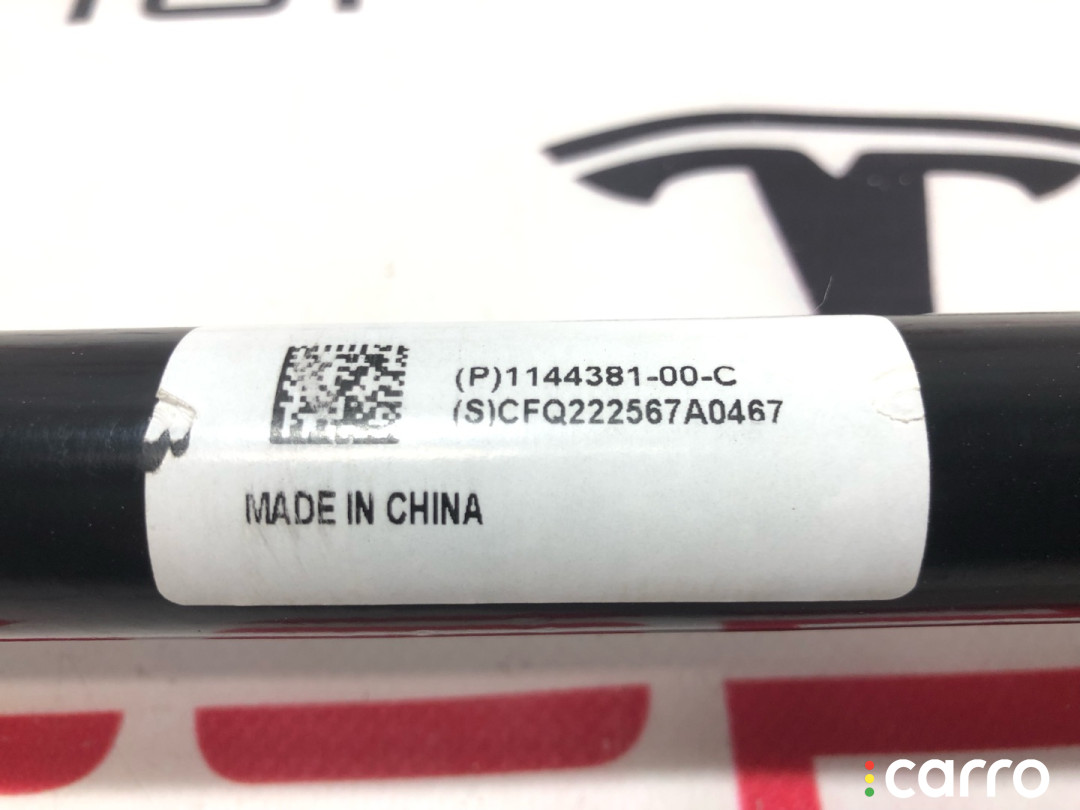 (P)1144381-00-C
(S)CFQ222567A0467
MADE IN CHINA
carro